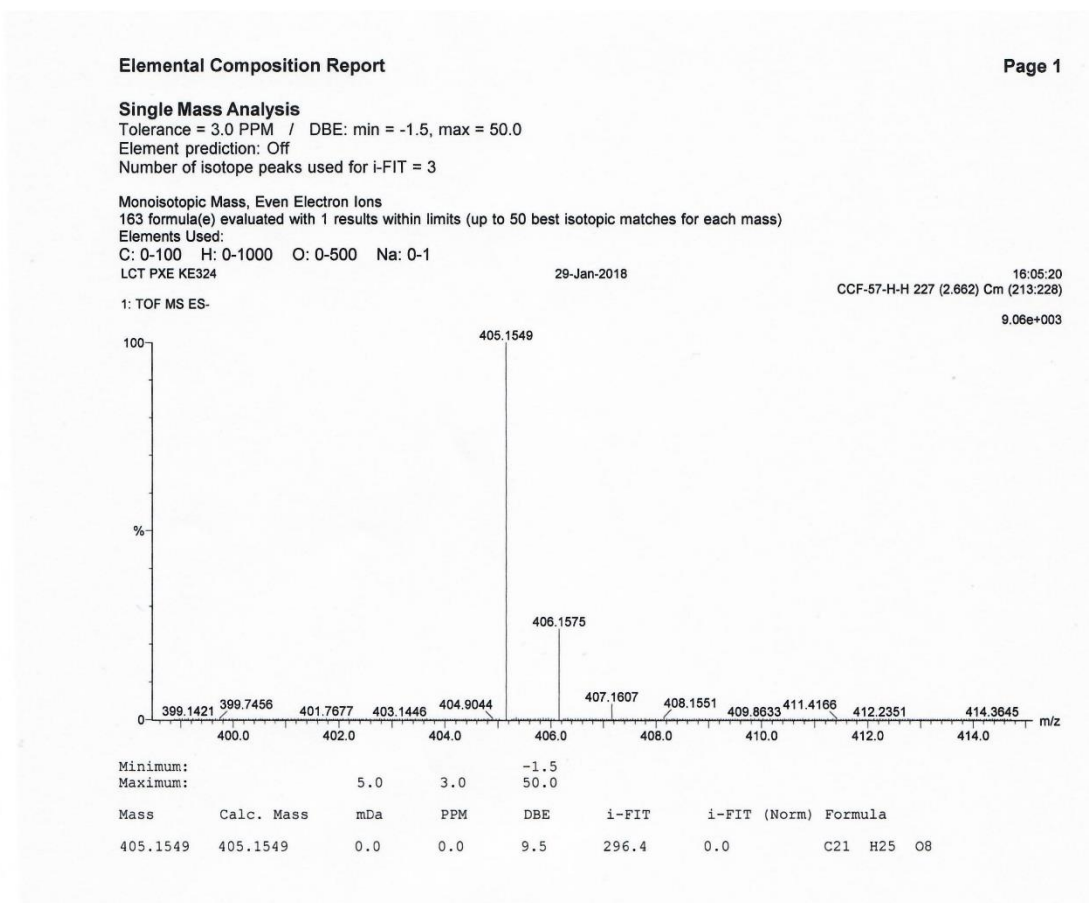 Elemental Composition Report Page 1
Single Mass Analysis
Tolerance = 3.0 PPM / DBE: min = -1.5, max = 50.0
Element prediction: Off
Number of isotope peaks used for i-FIT = 3
Monoisotopic Mass, Even Electron Ions
163 formula(e) evaluated with 1 results within limits (up to 50 best isotopic matches for each mass)
Elements Used:
C: 0-100 H: 0-1000 O: 0-500 Na: 0-1
LCT PXE KE324 29-Jan-2018 16:05:20
CCF-57-H-H 227 (2.662) Cm (213:228)
1: TOF MS ES-
9.06e+003
100
405.1549
%
406.1575
399.1421 399.7456 401.7677 403.1446 404.9044 407.1607 408.1551 409.8633 411.4166 412.2351 414.3645
0 m/z
400.0 402.0 404.0 406.0 408.0 410.0 412.0 414.0
Minimum: -1.5
Maximum: 5.0 3.0 50.0
Mass Calc. Mass mDa PPM DBE i-FIT i-FIT (Norm) Formula
405.1549 405.1549 0.0 0.0 9.5 296.4 0.0 C21 H25 O8